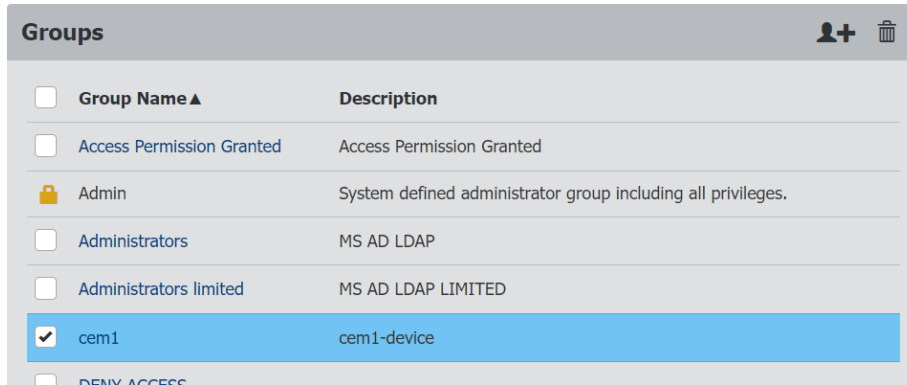 Groups
Group Name▲ Description
Access Permission Granted Access Permission Granted
Admin System defined administrator group including all privileges.
Administrators MS AD LDAP
Administrators limited MS AD LDAP LIMITED
cem1 cem1-device
DENY ACCESS